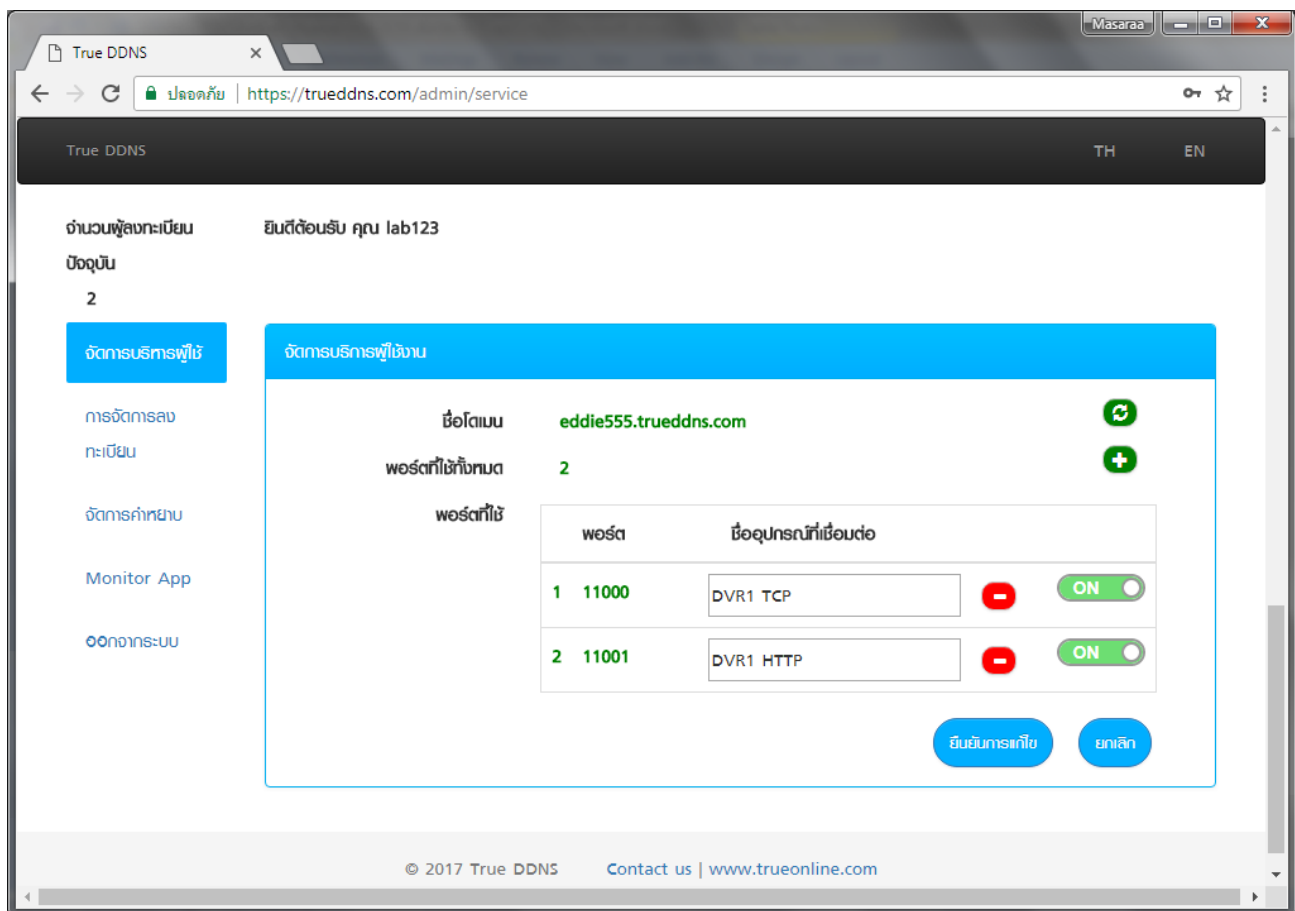 Masaraa
True DDNS
ปลอดภัย | https://trueddns.com/admin/service
True DDNS TH EN
จำนวนผู้ลงทะเบียน
ปัจจุบัน
2
ยินดีต้อนรับ คุณ lab123
จัดการบริการผู้ใช้
การจัดการลง
ทะเบียน
จัดการคำหยาบ
Monitor App
ออกจากระบบ
จัดการบริการผู้ใช้งาน
ชื่อโดเมน eddie555.trueddns.com
พอร์ตที่ใช้ทั้งหมด 2
พอร์ตที่ใช้
พอร์ต ชื่ออุปกรณ์ที่เชื่อมต่อ
1 11000 DVR1 TCP ON
2 11001 DVR1 HTTP ON
ยืนยันการแก้ไข ยกเลิก
© 2017 True DDNS Contact us | www.trueonline.com